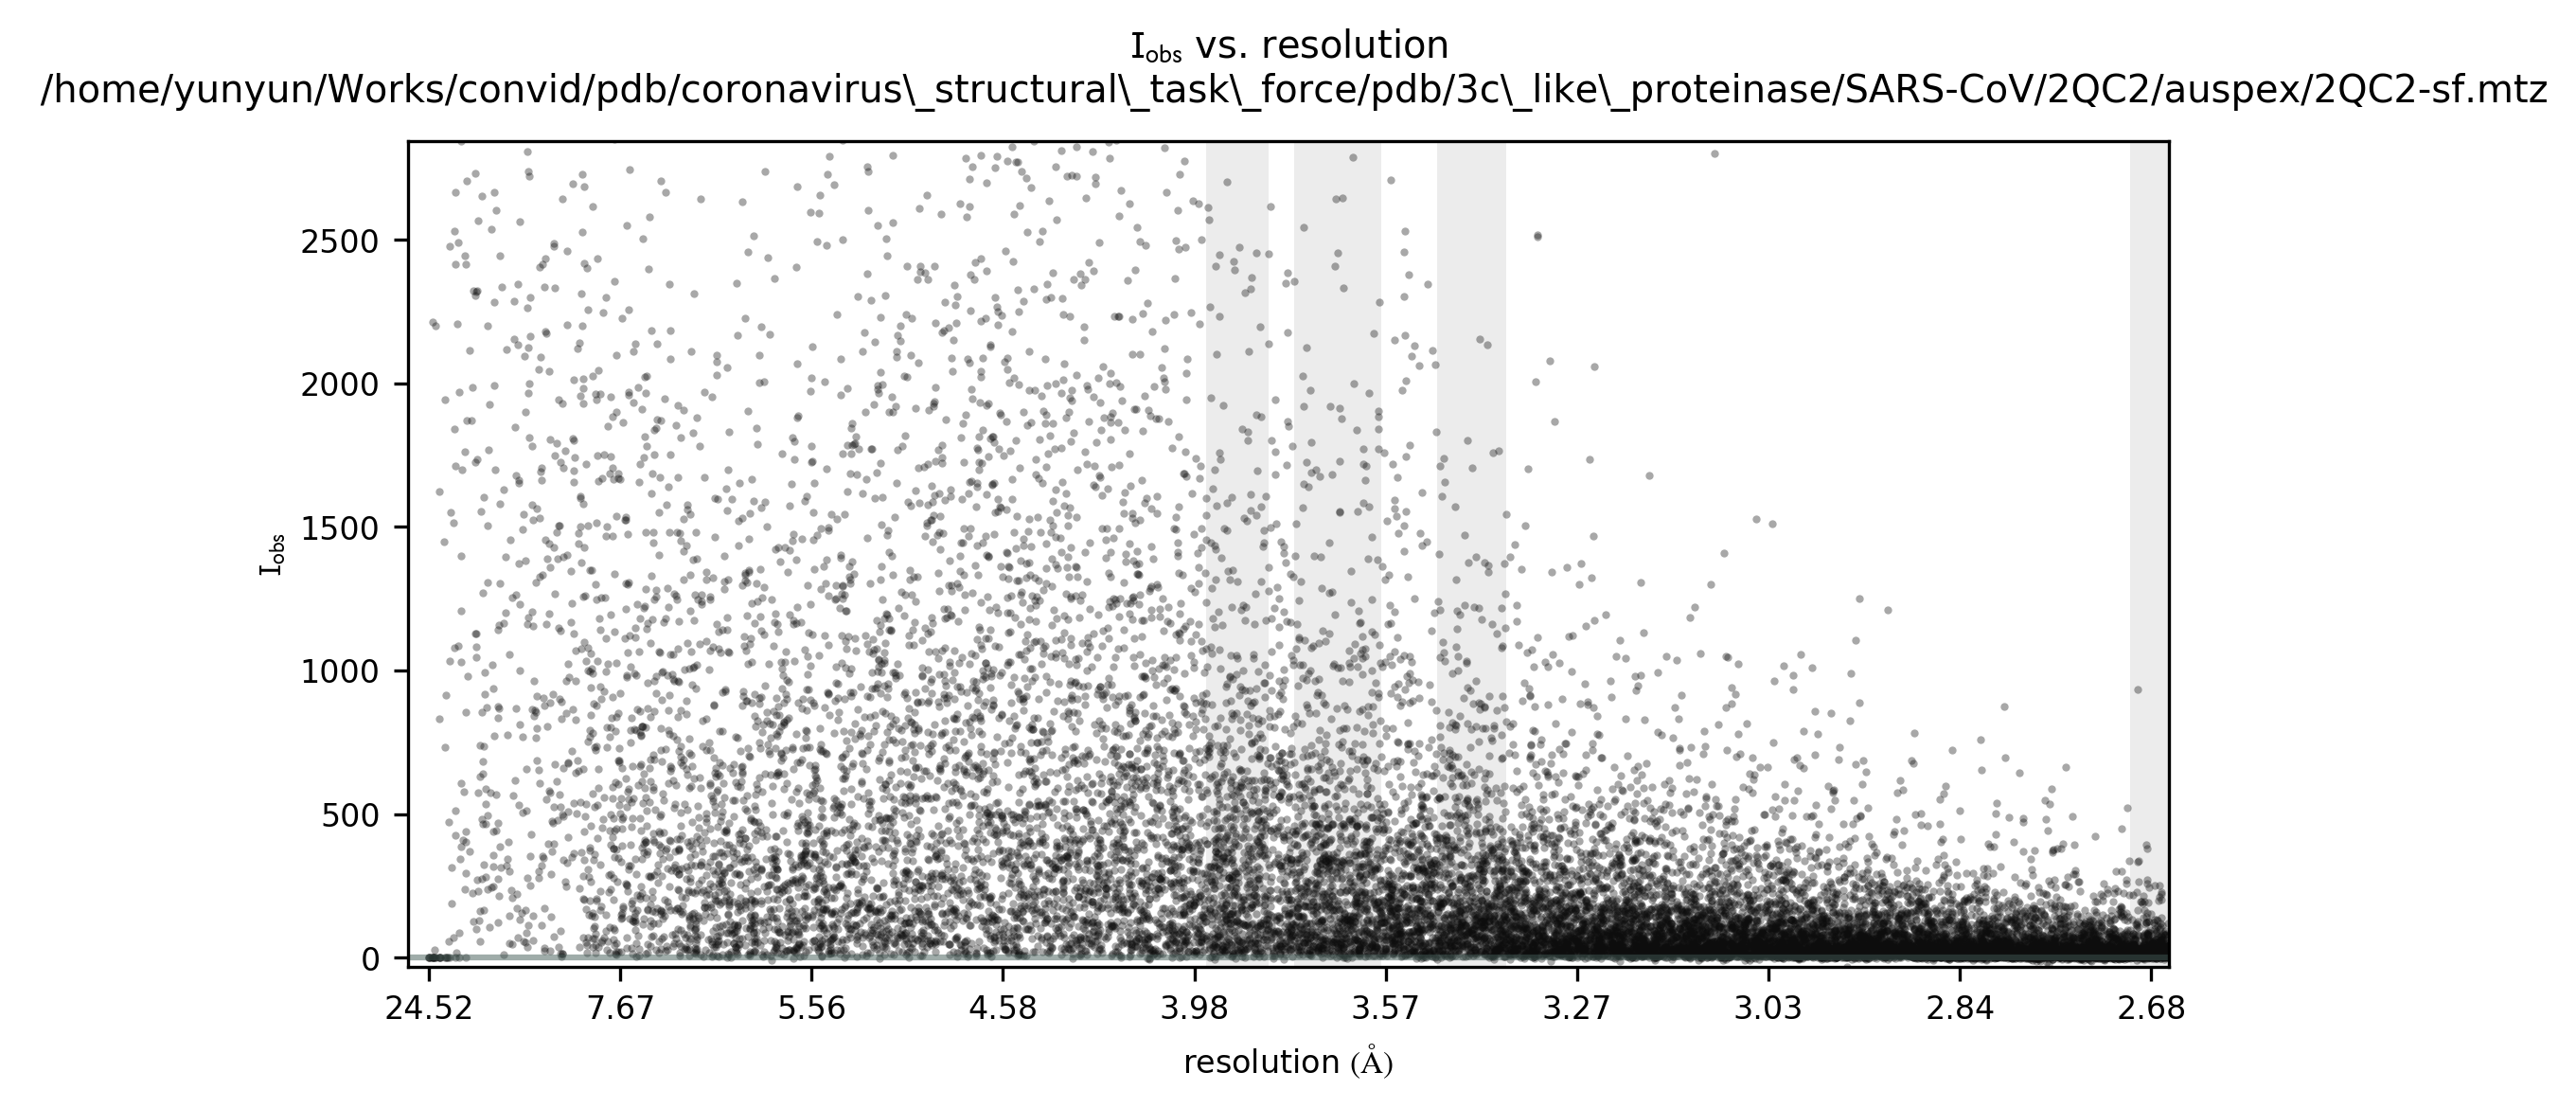 I_obs vs. resolution
/home/yunyun/Works/convid/pdb/coronavirus\_structural\_task\_force/pdb/3c\_like\_proteinase/SARS-CoV/2QC2/auspex/2QC2-sf.mtz
2500
2000
1500
I_obs
1000
500
0
24.52 7.67 5.56 4.58 3.98 3.57 3.27 3.03 2.84 2.68
resolution (Å)